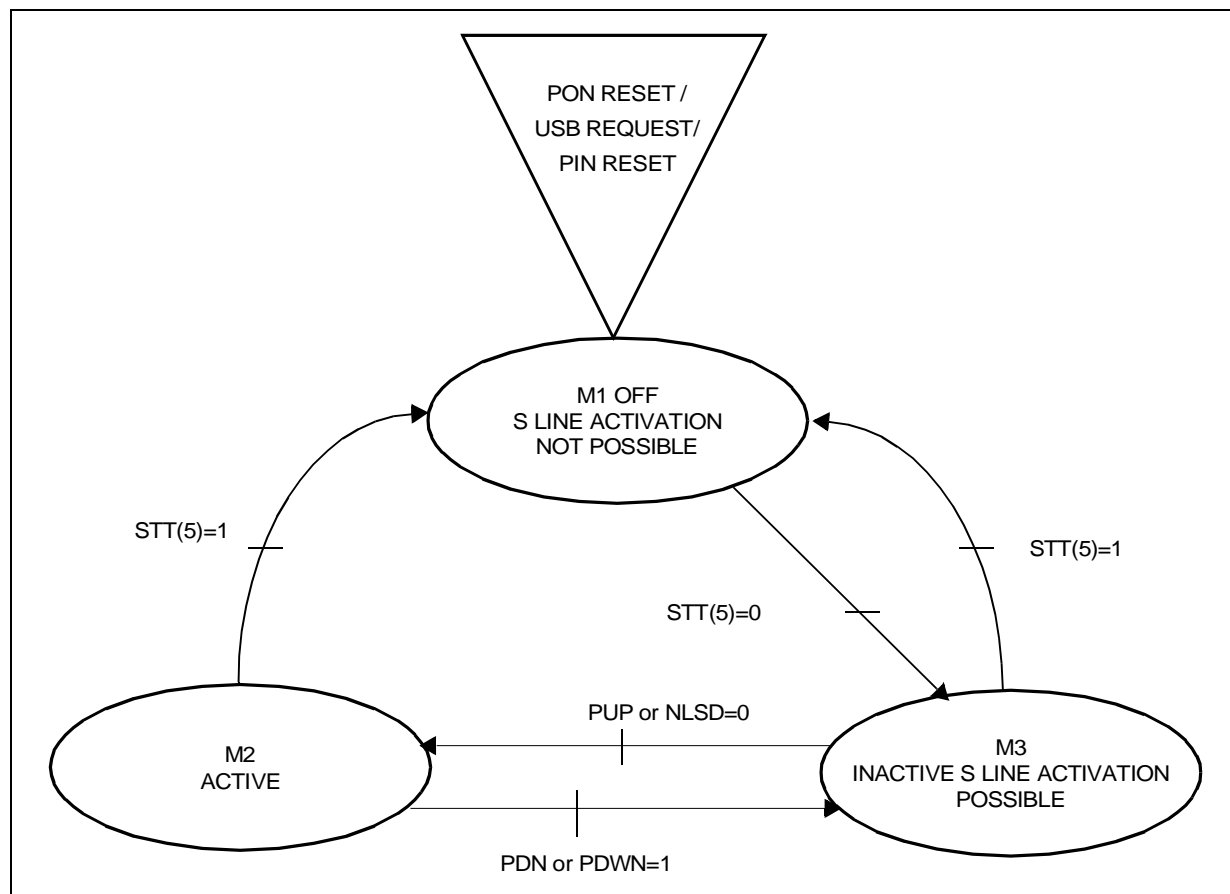 PON RESET /
USB REQUEST/
PIN RESET
M1 OFF
S LINE ACTIVATION
NOT POSSIBLE
STT(5)=1
STT(5)=1
STT(5)=0
PUP or NLSD=0
M2
ACTIVE
M3
INACTIVE S LINE ACTIVATION
POSSIBLE
PDN or PDWN=1